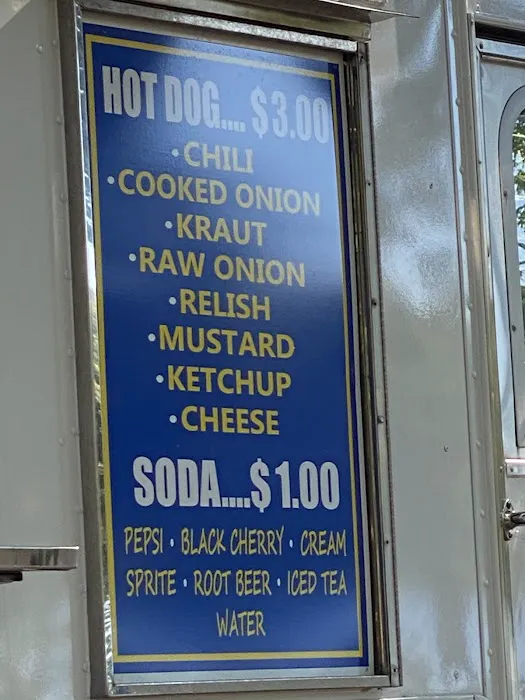 HOT DOG.... $3.00
•CHILI
•COOKED ONION
•KRAUT
•RAW ONION
•RELISH
•MUSTARD
•KETCHUP
•CHEESE
SODA....$1.00
PEPSI • BLACK CHERRY • CREAM
SPRITE • ROOT BEER • ICED TEA
WATER